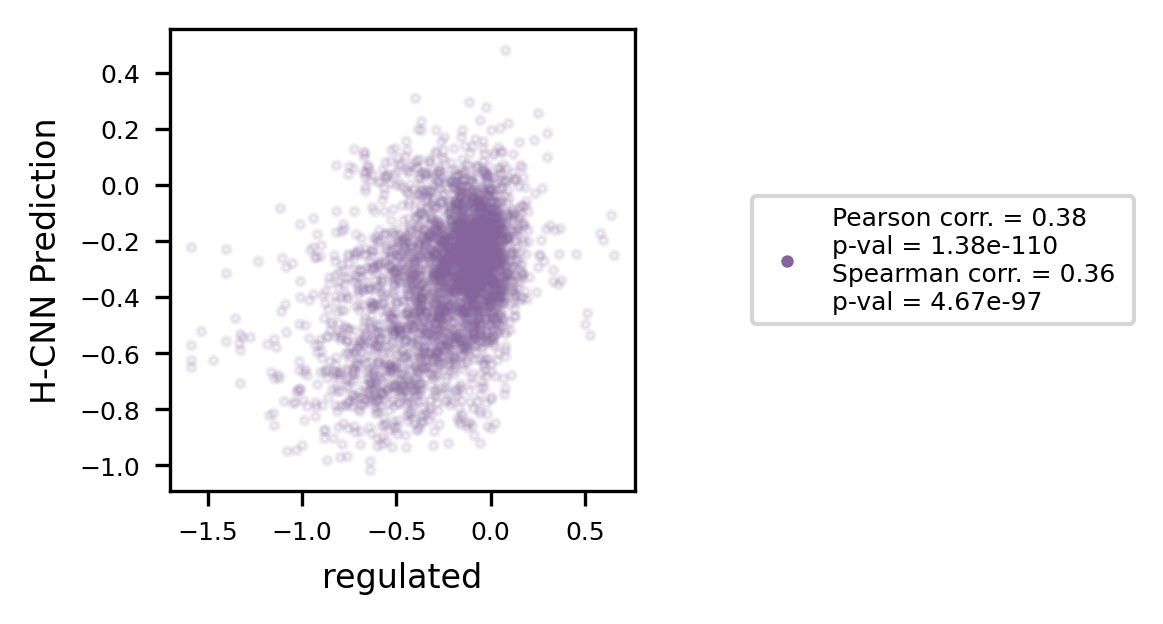 H-CNN Prediction
0.4
0.2
0.0
−0.2
−0.4
−0.6
−0.8
−1.0
−1.5
−1.0
−0.5
0.0
0.5
regulated
Pearson corr. = 0.38
p-val = 1.38e-110
Spearman corr. = 0.36
p-val = 4.67e-97